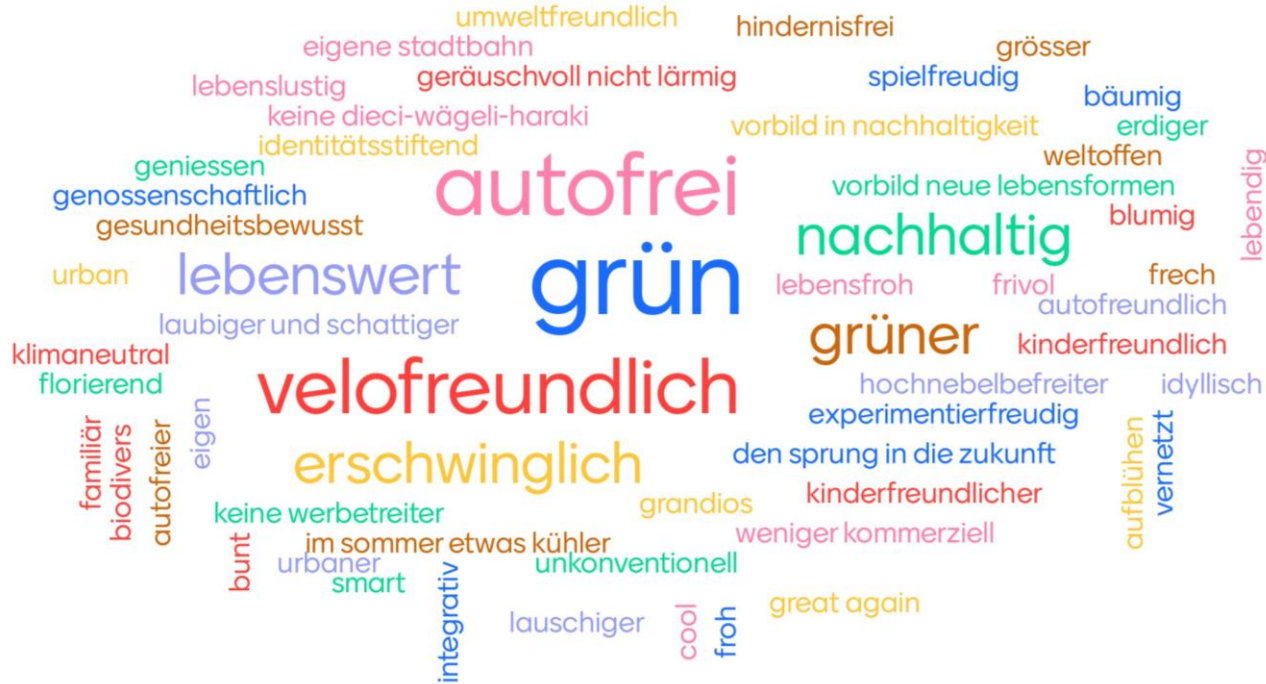 umweltfreundlich
hindernisfrei
eigene stadtbahn
grösser
lebenslustig
geräuschvoll nicht lärmig
spielfreudig
bäumig
keine dieci-wägeli-haraki
vorbild in nachhaltigkeit
erdiger
identitätsstiftend
weltoffen
geniessen
autofrei
vorbild neue lebensformen
lebendig
genossenschaftlich
blumig
gesundheitsbewusst
nachhaltig
urban
lebenswert
grün
lebensfroh
frivol
frech
autofreundlich
laubiger und schattiger
grüner
kinderfreundlich
klimaneutral
florierend
velofreundlich
hochnebelbefreiter
idyllisch
experimentierfreudig
familiär
biodivers
autofreier
eigen
erschwinglich
den sprung in die zukunft
aufblühen
vernetzt
kinderfreundlicher
grandios
keine werbetreiter
weniger kommerziell
im sommer etwas kühler
bunt
urbaner
unkonventionell
smart
integrativ
great again
lauschiger
cool
froh